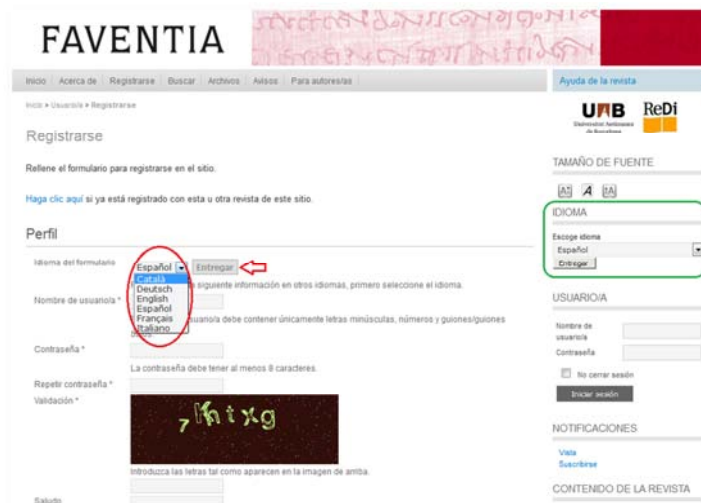 FAVENTIA
Inicio Acerca de Registrarse Buscar Archivos Avisos Para autores/as
Inicio > Usuario/a > Registrarse
Registrarse
Rellene el formulario para registrarse en el sitio.
Haga clic aquí si ya está registrado con esta u otra revista de este sitio.
Perfil
Idioma del formulario
Español Entregar
Català
Deutsch
English
Español
Français
Italiano
siguiente información en otros idiomas, primero seleccione el idioma.
Nombre de usuario/a *
debe contener únicamente letras minúsculas, números y guiones/guiones
Contraseña *
La contraseña debe tener al menos 8 caracteres.
Repetir contraseña *
Validación *
Introduzca las letras tal como aparecen en la imagen de arriba.
Saludo
Ayuda de la revista
UAB
Universitat Autònoma
de Barcelona
ReDi
TAMAÑO DE FUENTE
IDIOMA
Escoge idioma
Español
Entregar
USUARIO/A
Nombre de
usuario/a
Contraseña
No cerrar sesión
Iniciar sesión
NOTIFICACIONES
Vista
Suscribirse
CONTENIDO DE LA REVISTA